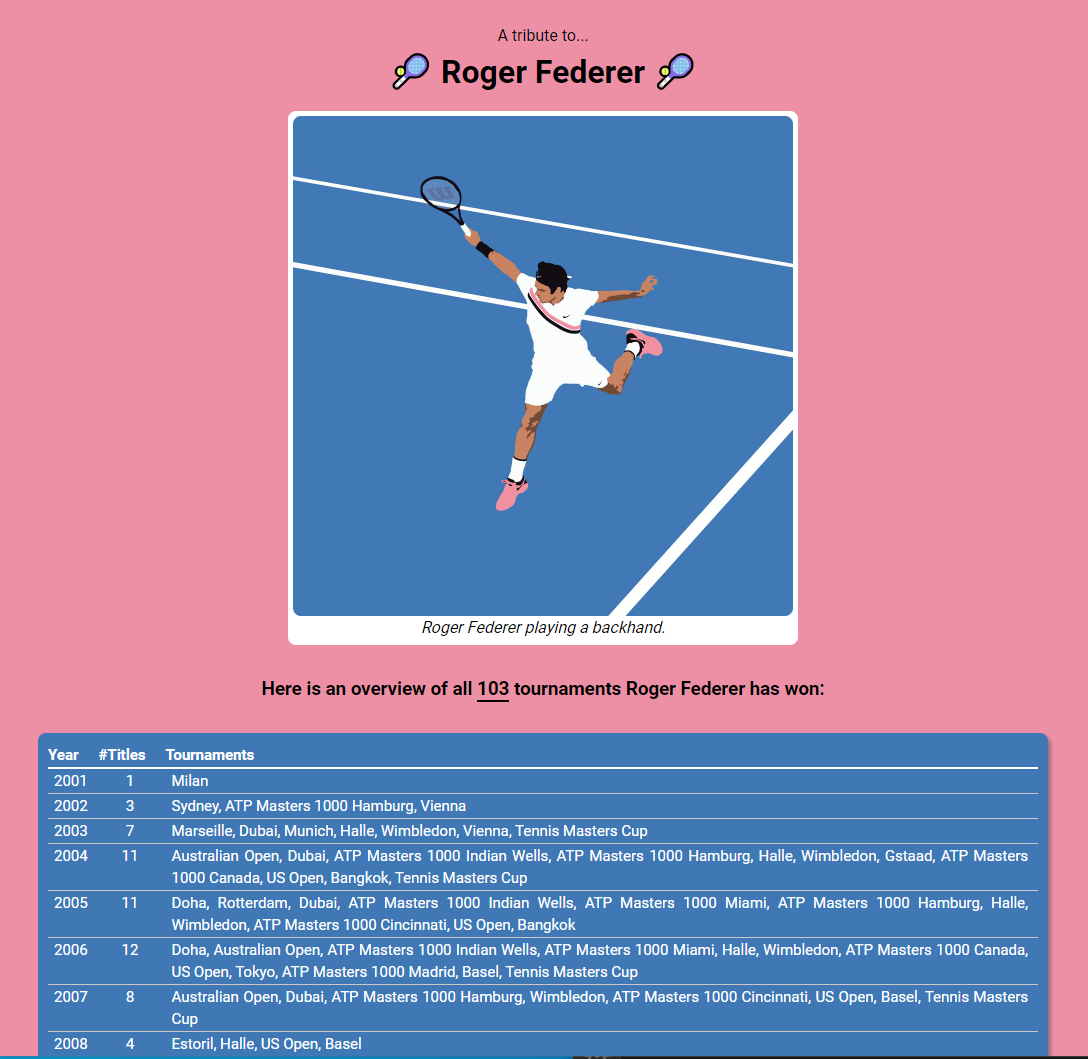 A tribute to...
Roger Federer
Roger Federer playing a backhand.
Here is an overview of all 103 tournaments Roger Federer has won:
Year #Titles Tournaments
2001 1 Milan
2002 3 Sydney, ATP Masters 1000 Hamburg, Vienna
2003 7 Marseille, Dubai, Munich, Halle, Wimbledon, Vienna, Tennis Masters Cup
2004 11 Australian Open, Dubai, ATP Masters 1000 Indian Wells, ATP Masters 1000 Hamburg, Halle, Wimbledon, Gstaad, ATP Masters
1000 Canada, US Open, Bangkok, Tennis Masters Cup
2005 11 Doha, Rotterdam, Dubai, ATP Masters 1000 Indian Wells, ATP Masters 1000 Miami, ATP Masters 1000 Hamburg, Halle,
Wimbledon, ATP Masters 1000 Cincinnati, US Open, Bangkok
2006 12 Doha, Australian Open, ATP Masters 1000 Indian Wells, ATP Masters 1000 Miami, Halle, Wimbledon, ATP Masters 1000 Canada,
US Open, Tokyo, ATP Masters 1000 Madrid, Basel, Tennis Masters Cup
2007 8 Australian Open, Dubai, ATP Masters 1000 Hamburg, Wimbledon, ATP Masters 1000 Cincinnati, US Open, Basel, Tennis Masters
Cup
2008 4 Estoril, Halle, US Open, Basel